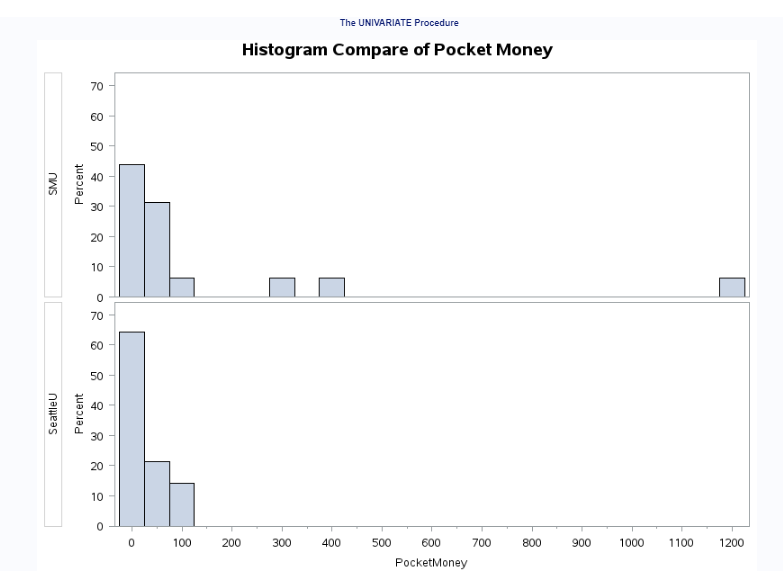 The UNIVARIATE Procedure
Histogram Compare of Pocket Money
SMU
Percent
70
60
50
40
30
20
10
0
SeattleU
Percent
70
60
50
40
30
20
10
0
0 100 200 300 400 500 600 700 800 900 1000 1100 1200
PocketMoney